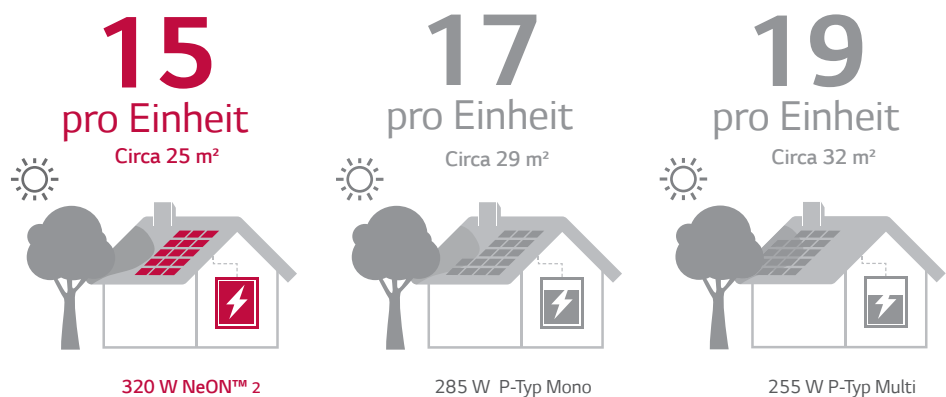 15
pro Einheit
Circa 25 m²
320 W NeON™ 2
17
pro Einheit
Circa 29 m²
285 W P-Typ Mono
19
pro Einheit
Circa 32 m²
255 W P-Typ Multi